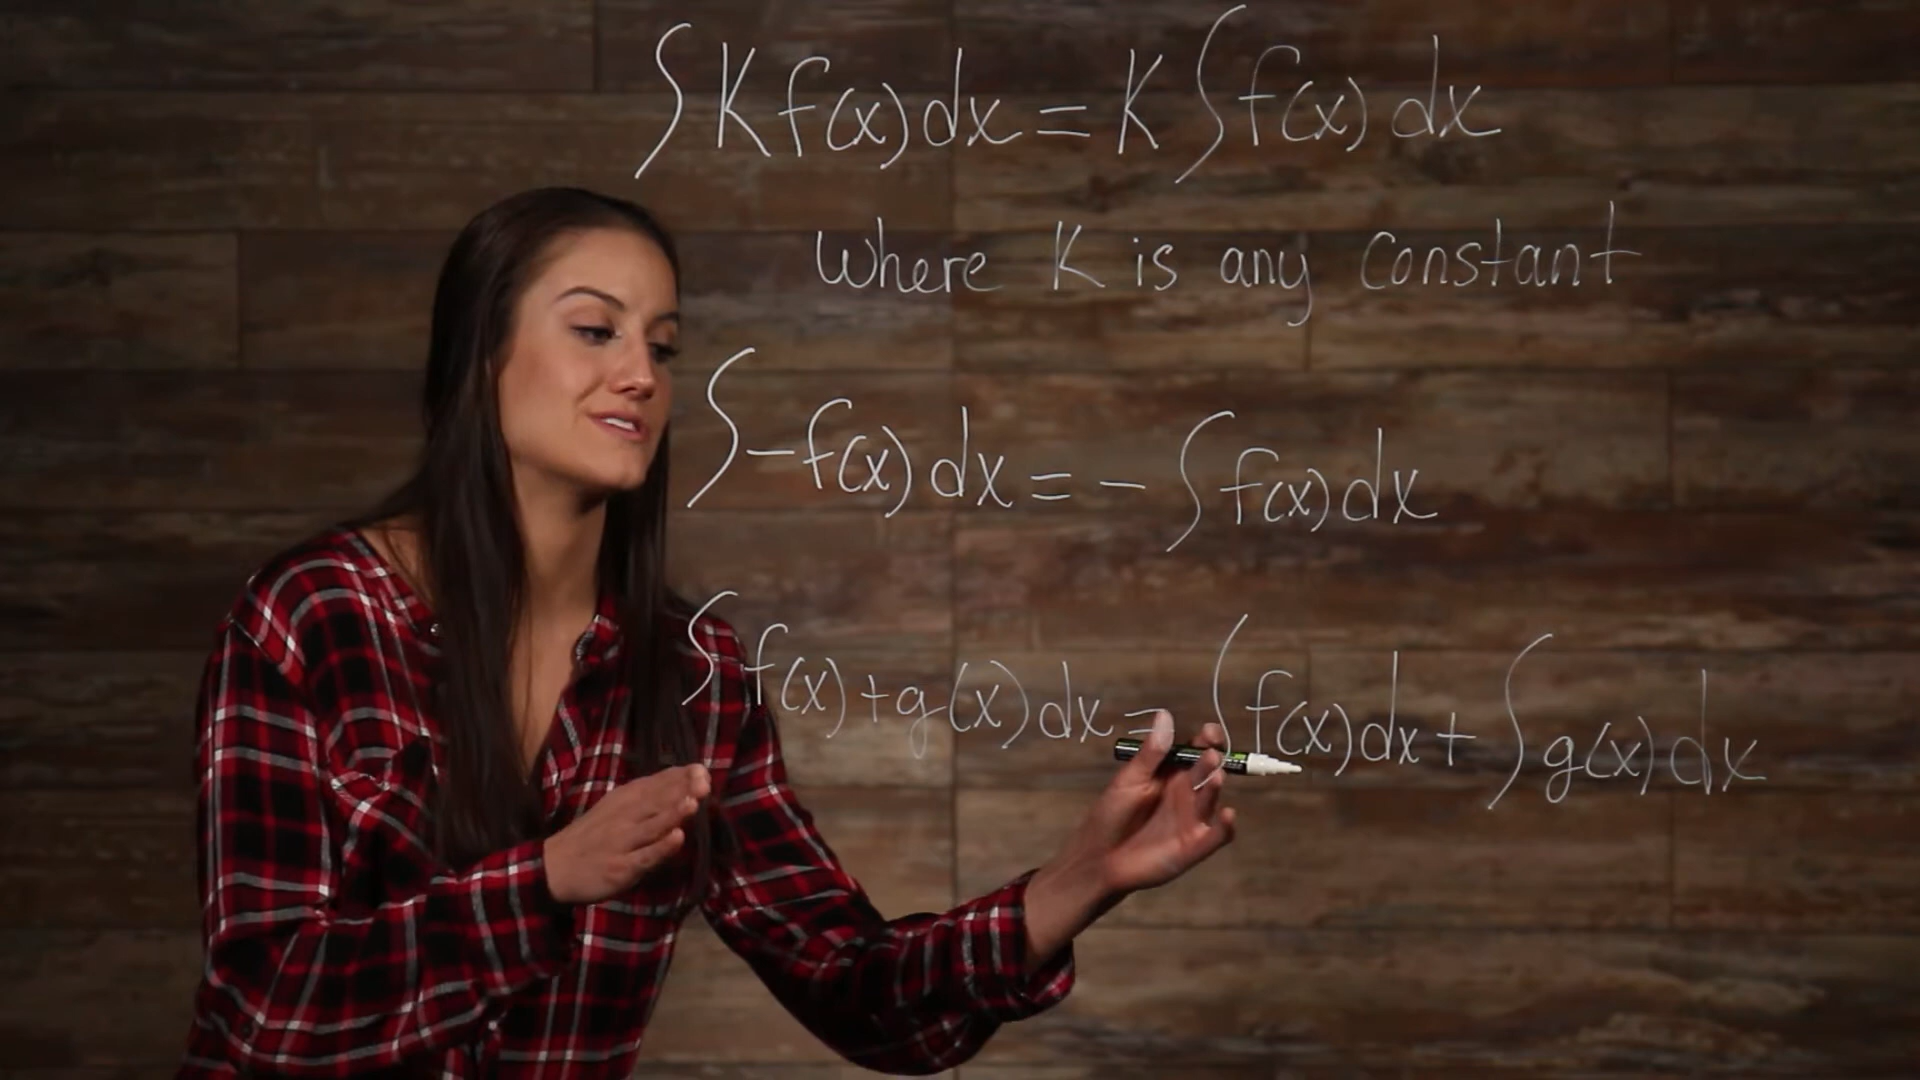 ∫Kf(x)dx=K∫f(x)dx
where K is any constant
∫-f(x)dx=-∫f(x)dx
∫f(x)+g(x)dx=∫f(x)dx+∫g(x)dx